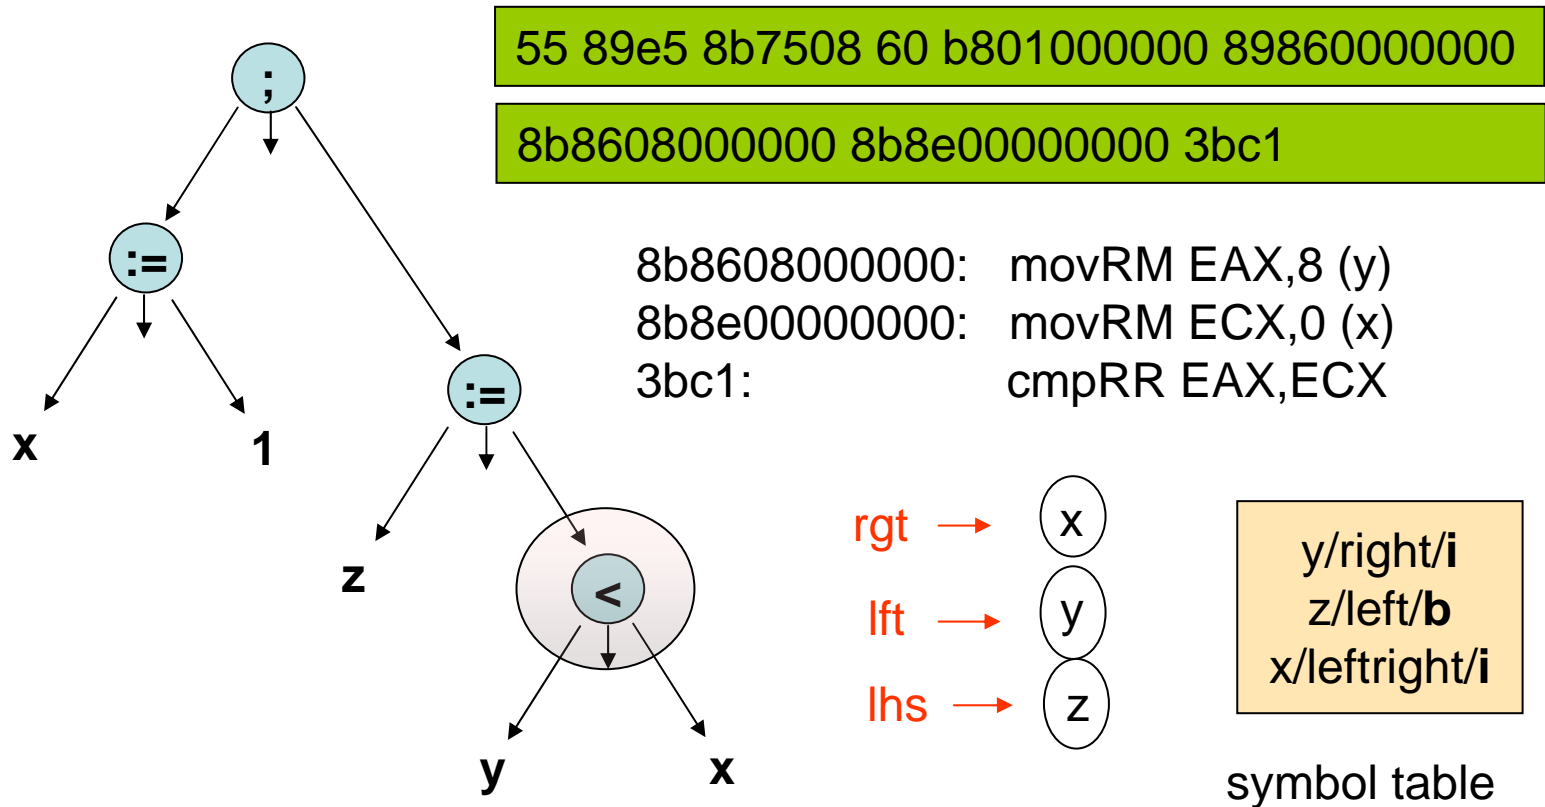 55 89e5 8b7508 60 b801000000 89860000000
8b8608000000 8b8e00000000 3bc1
;
:=
x
1
:=
z
<
y
x
8b8608000000: movRM EAX,8 (y)
8b8e00000000: movRM ECX,0 (x)
3bc1: cmpRR EAX,ECX
rgt x
lft y
lhs z
y/right/i
z/left/b
x/leftright/i
symbol table